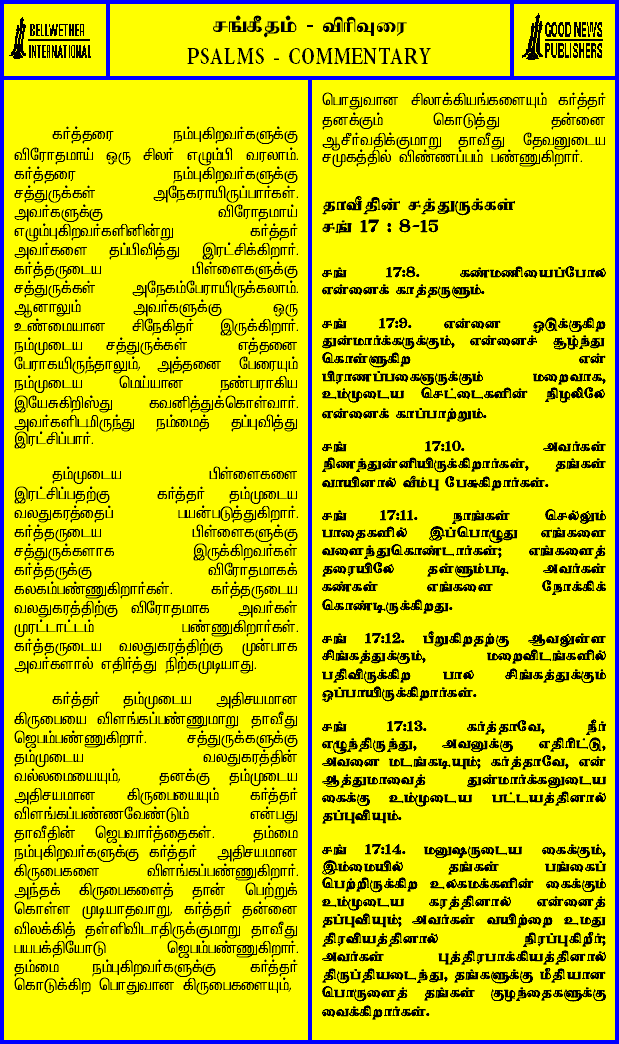 BELLWETHER
INTERNATIONAL
சங்கீதம் - விரிவுரை
PSALMS - COMMENTARY
GOOD NEWS
PUBLISHERS
கர்த்தரை நம்புகிறவர்களுக்கு
விரோதமாய் ஒரு சிலர் எழும்பி வரலாம்.
கர்த்தரை நம்புகிறவர்களுக்கு
சத்துருக்கள் அநேகராயிருப்பார்கள்.
அவர்களுக்கு விரோதமாய்
எழும்புகிறவர்களினின்று கர்த்தர்
அவர்களை தப்பிவித்து இரட்சிக்கிறார்.
கர்த்தருடைய பிள்ளைகளுக்கு
சத்துருக்கள் அநேகம்பேராயிருக்கலாம்.
ஆனாலும் அவர்களுக்கு ஒரு
உண்மையான சிநேகிதர் இருக்கிறார்.
நம்முடைய சத்துருக்கள் எத்தனை
பேராகயிருந்தாலும், அத்தனை பேரையும்
நம்முடைய மெய்யான நண்பராகிய
இயேசுகிறிஸ்து கவனித்துக்கொள்வார்.
அவர்களிடமிருந்து நம்மைத் தப்புவித்து
இரட்சிப்பார்.
தம்முடைய பிள்ளைகளை
இரட்சிப்பதற்கு கர்த்தர் தம்முடைய
வலதுகரத்தைப் பயன்படுத்துகிறார்.
கர்த்தருடைய பிள்ளைகளுக்கு
சத்துருக்களாக இருக்கிறவர்கள்
கர்த்தருக்கு விரோதமாகக்
கலகம்பண்ணுகிறார்கள். கர்த்தருடைய
வலதுகரத்திற்கு விரோதமாக அவர்கள்
முரட்டாட்டம் பண்ணுகிறார்கள்.
கர்த்தருடைய வலதுகரத்திற்கு முன்பாக
அவர்களால் எதிர்த்து நிற்கமுடியாது.
கர்த்தர் தம்முடைய அதிசயமான
கிருபையை விளங்கப்பண்ணுமாறு தாவீது
ஜெபம்பண்ணுகிறார். சத்துருக்களுக்கு
தம்முடைய வலதுகரத்தின்
வல்லமையையும், தனக்கு தம்முடைய
அதிசயமான கிருபையையும் கர்த்தர்
விளங்கப்பண்ணவேண்டும் என்பது
தாவீதின் ஜெபவார்த்தைகள். தம்மை
நம்புகிறவர்களுக்கு கர்த்தர் அதிசயமான
கிருபைகளை விளங்கப்பண்ணுகிறார்.
அந்தக் கிருபைகளைத் தான் பெற்றுக்
கொள்ள முடியாதவாறு, கர்த்தர் தன்னை
விலக்கித் தள்ளிவிடாதிருக்குமாறு தாவீது
பயபக்தியோடு ஜெபம்பண்ணுகிறார்.
தம்மை நம்புகிறவர்களுக்கு கர்த்தர்
கொடுக்கிற பொதுவான கிருபைகளையும்,
பொதுவான சிலாக்கியங்களையும் கர்த்தர்
தனக்கும் கொடுத்து தன்னை
ஆசீர்வதிக்குமாறு தாவீது தேவனுடைய
சமுகத்தில் விண்ணப்பம் பண்ணுகிறார்.
தாவீதின் சத்துருக்கள்
சங் 17 : 8-15
சங் 17:8. கண்மணியைப்போல
என்னைக் காத்தருளும்.
சங் 17:9. என்னை ஒடுக்குகிற
துன்மார்க்கருக்கும், என்னைச் சூழ்ந்து
கொள்ளுகிற என்
பிராணப்பகைஞருக்கும் மறைவாக,
உம்முடைய செட்டைகளின் நிழலிலே
என்னைக் காப்பாற்றும்.
சங் 17:10. அவர்கள்
நிணந்துன்னியிருக்கிறார்கள், தங்கள்
வாயினால் வீம்பு பேசுகிறார்கள்.
சங் 17:11. நாங்கள் செல்லும்
பாதைகளில் இப்பொழுது எங்களை
வளைந்துகொண்டார்கள்; எங்களைத்
தரையிலே தள்ளும்படி அவர்கள்
கண்கள் எங்களை நோக்கிக்
கொண்டிருக்கிறது.
சங் 17:12. பீறுகிறதற்கு ஆவலுள்ள
சிங்கத்துக்கும், மறைவிடங்களில்
பதிவிருக்கிற பால சிங்கத்துக்கும்
ஒப்பாயிருக்கிறார்கள்.
சங் 17:13. கர்த்தாவே, நீர்
எழுந்திருந்து, அவனுக்கு எதிரிட்டு,
அவனை மடங்கடியும்; கர்த்தாவே, என்
ஆத்துமாவைத் துன்மார்க்கனுடைய
கைக்கு உம்முடைய பட்டயத்தினால்
தப்புவியும்.
சங் 17:14. மனுஷருடைய கைக்கும்,
இம்மையில் தங்கள் பங்கைப்
பெற்றிருக்கிற உலகமக்களின் கைக்கும்
உம்முடைய கரத்தினால் என்னைத்
தப்புவியும்; அவர்கள் வயிற்றை உமது
திரவியத்தினால் நிரப்புகிறீர்;
அவர்கள் புத்திரபாக்கியத்தினால்
திருப்தியடைந்து, தங்களுக்கு மீதியான
பொருளைத் தங்கள் குழந்தைகளுக்கு
வைக்கிறார்கள்.